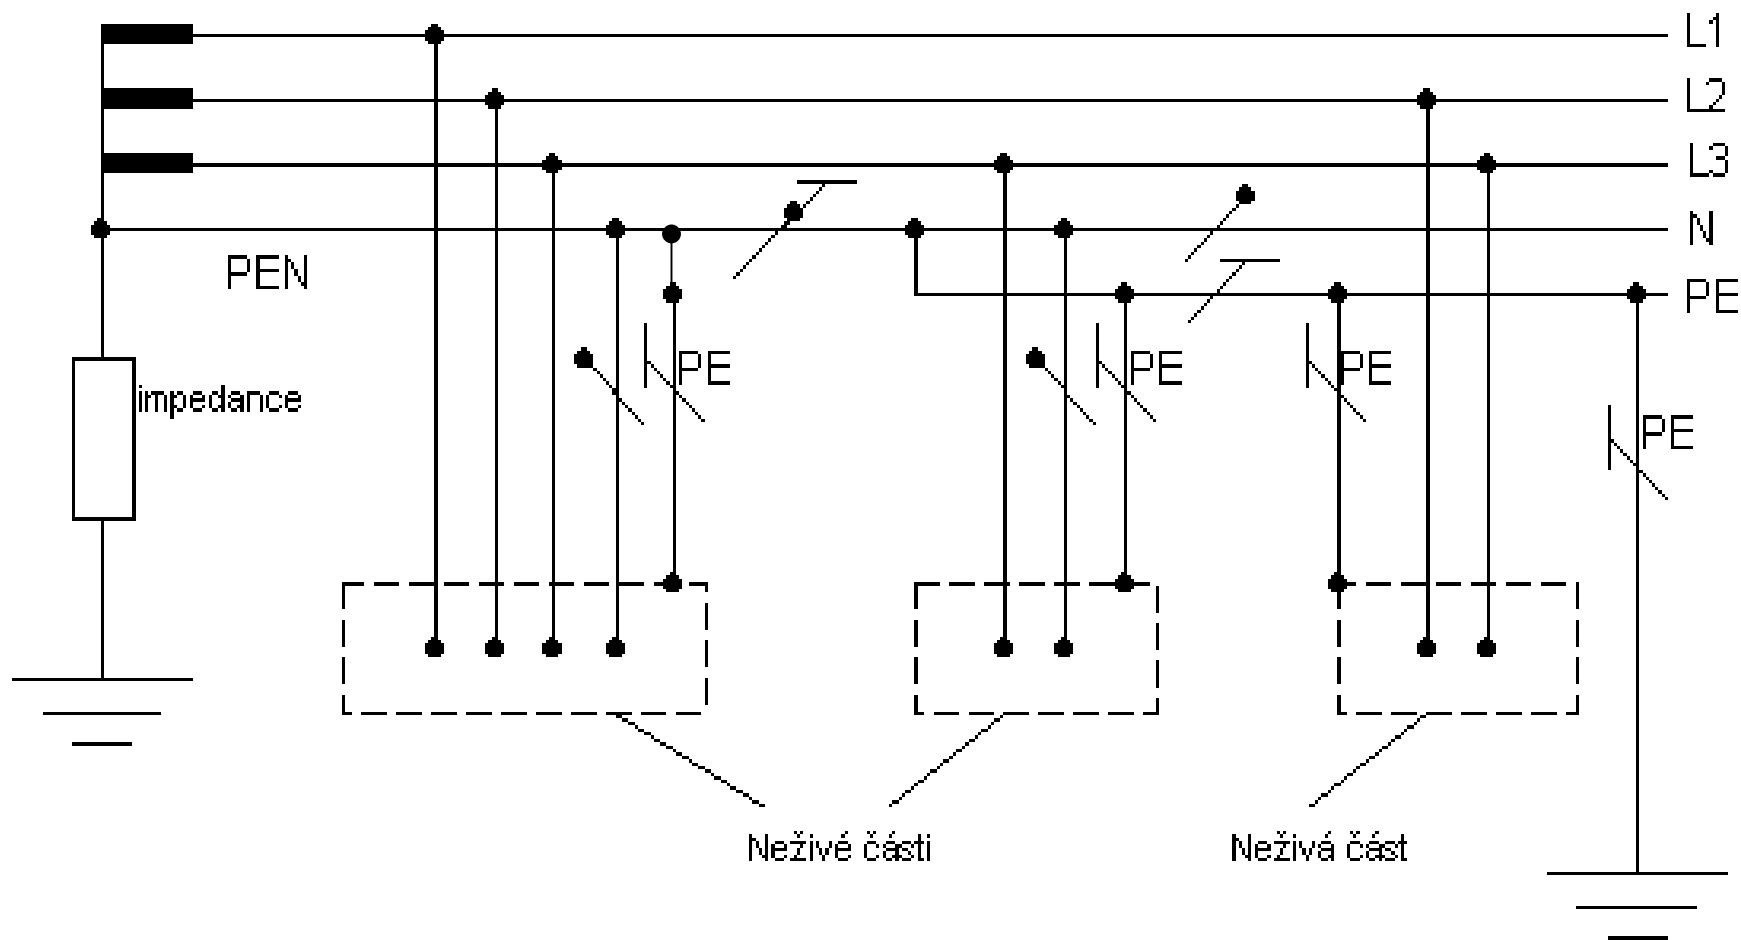 L1
L2
L3
N
PEN
PE
PE
PE
PE
impedance
PE
Neživé části
Neživá část